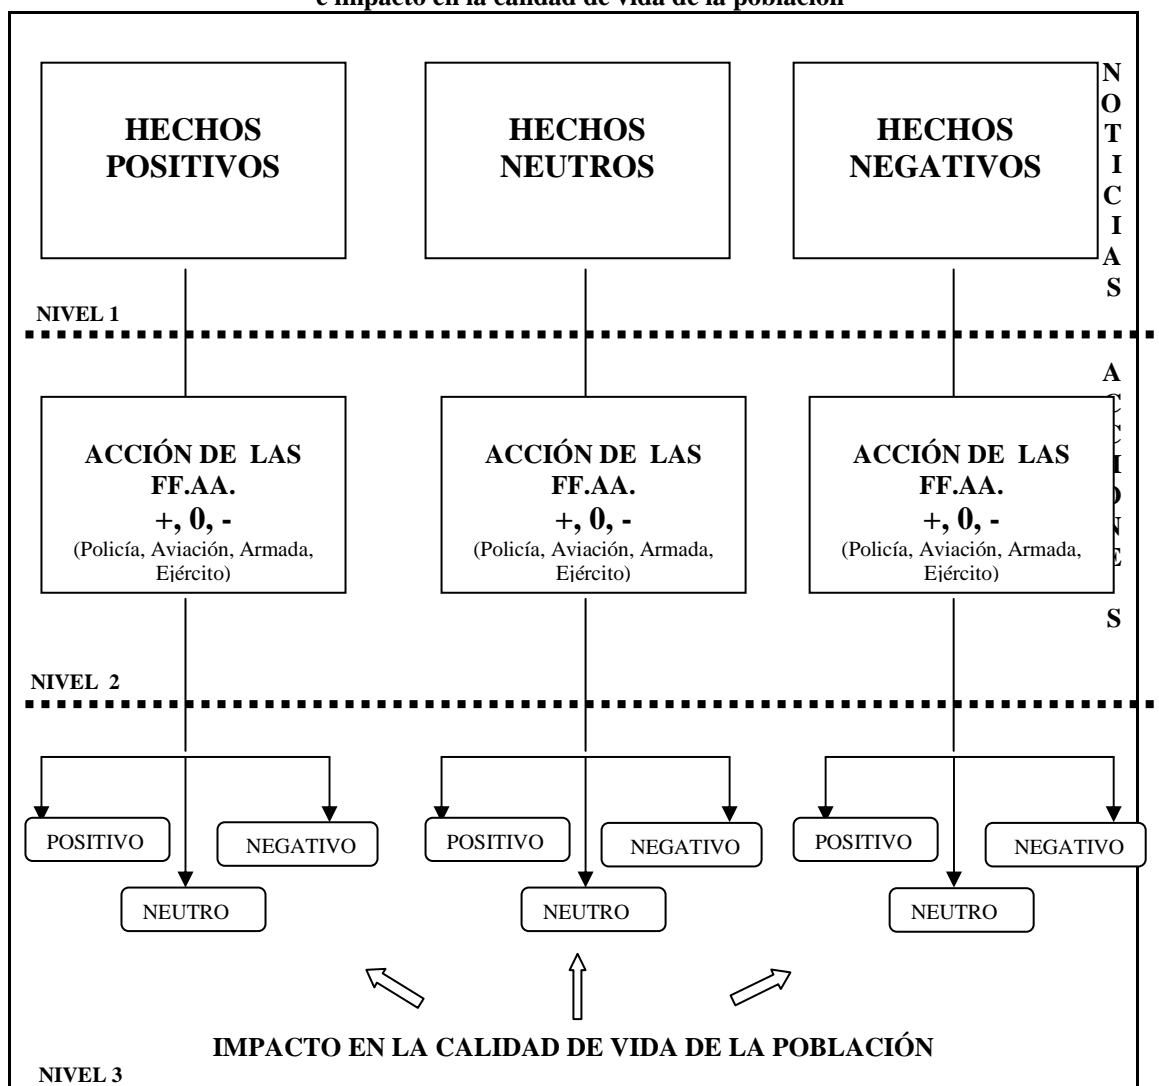 e impacto en la calidad de vida de la población
HECHOS
POSITIVOS
HECHOS
NEUTROS
HECHOS
NEGATIVOS
N
O
T
I
C
I
A
S
NIVEL 1
ACCIÓN DE LAS
FF.AA.
+, 0, -
(Policía, Aviación, Armada,
Ejército)
ACCIÓN DE LAS
FF.AA.
+, 0, -
(Policía, Aviación, Armada,
Ejército)
ACCIÓN DE LAS
FF.AA.
+, 0, -
(Policía, Aviación, Armada,
Ejército)
A
C
C
I
O
N
E
S
NIVEL 2
POSITIVO
NEGATIVO
NEUTRO
POSITIVO
NEGATIVO
NEUTRO
POSITIVO
NEGATIVO
NEUTRO
IMPACTO EN LA CALIDAD DE VIDA DE LA POBLACIÓN
NIVEL 3